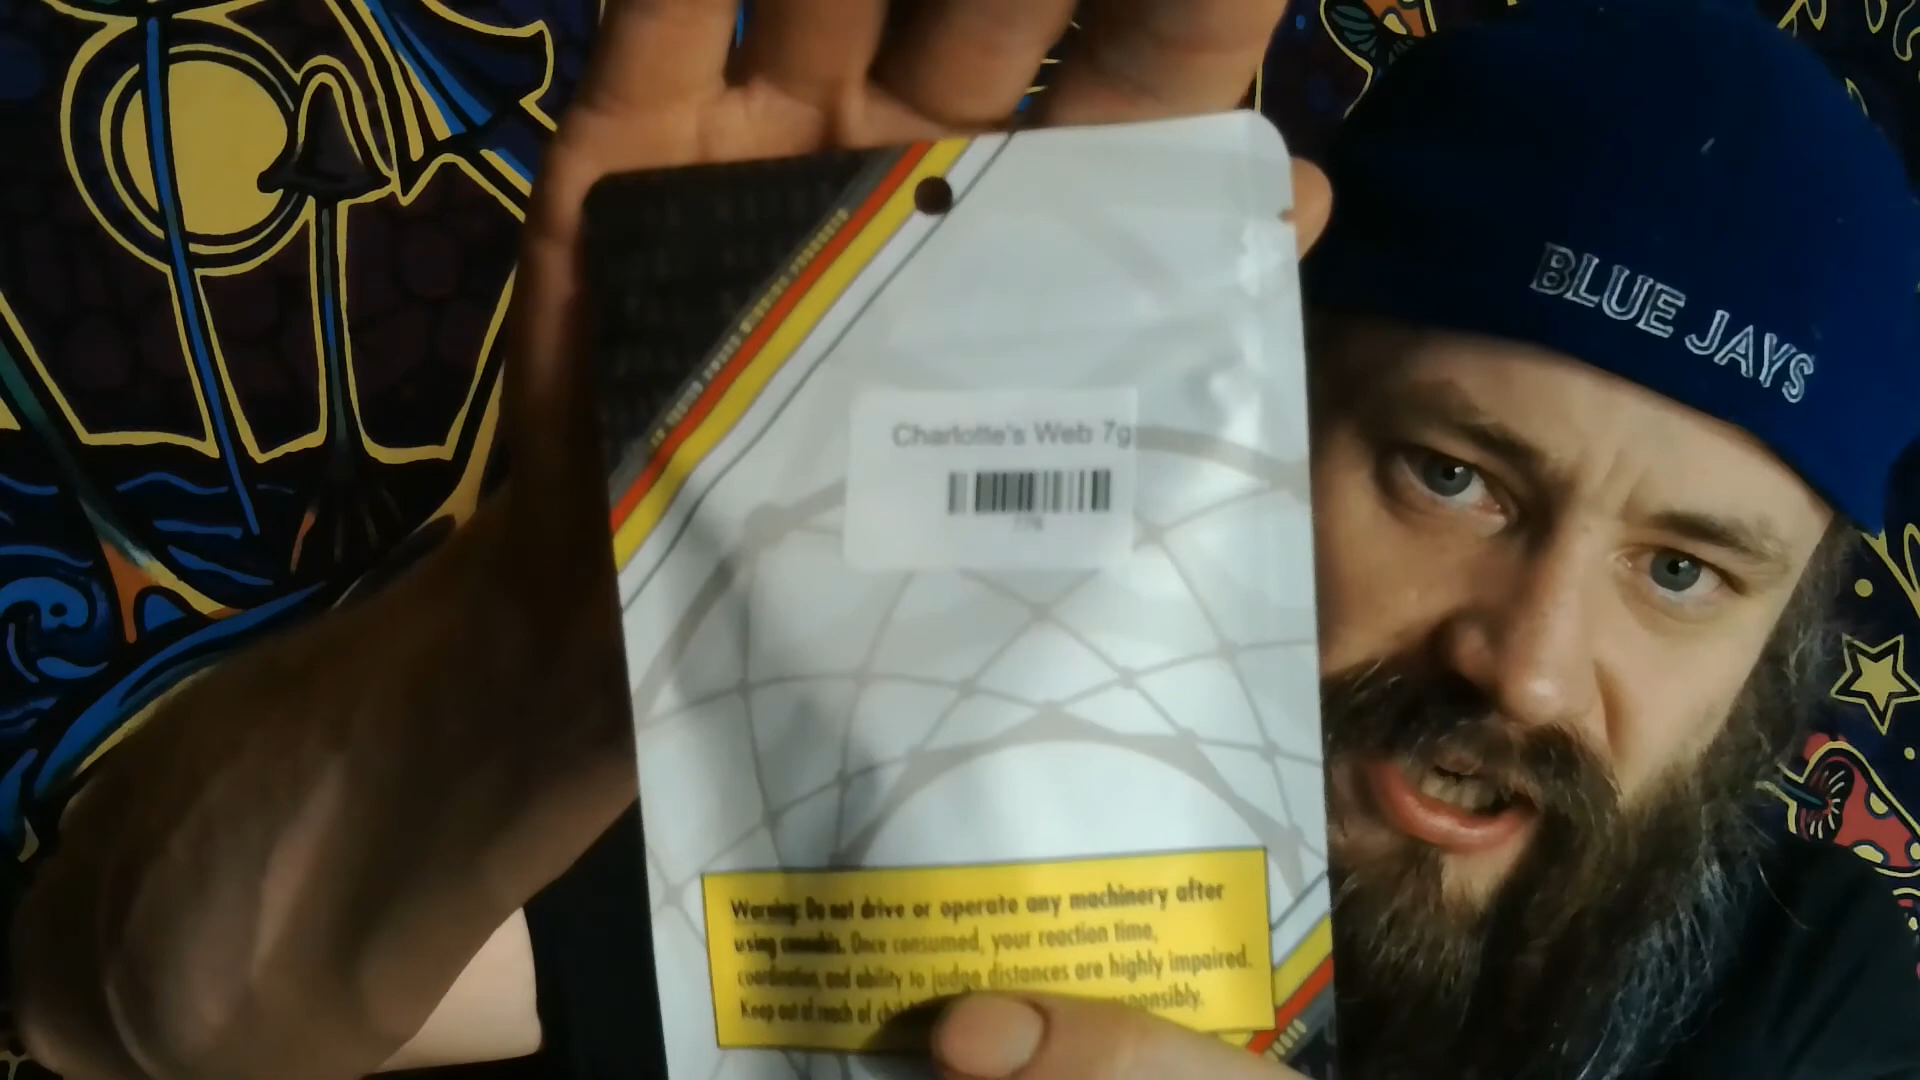 BLUE JAYS
Charlotte's Web 7g
Warning: Do not drive or operate any machinery after
using cannabis. Once consumed, your reaction time,
coordination, and ability to judge distances are highly impaired.
Keep out of reach of